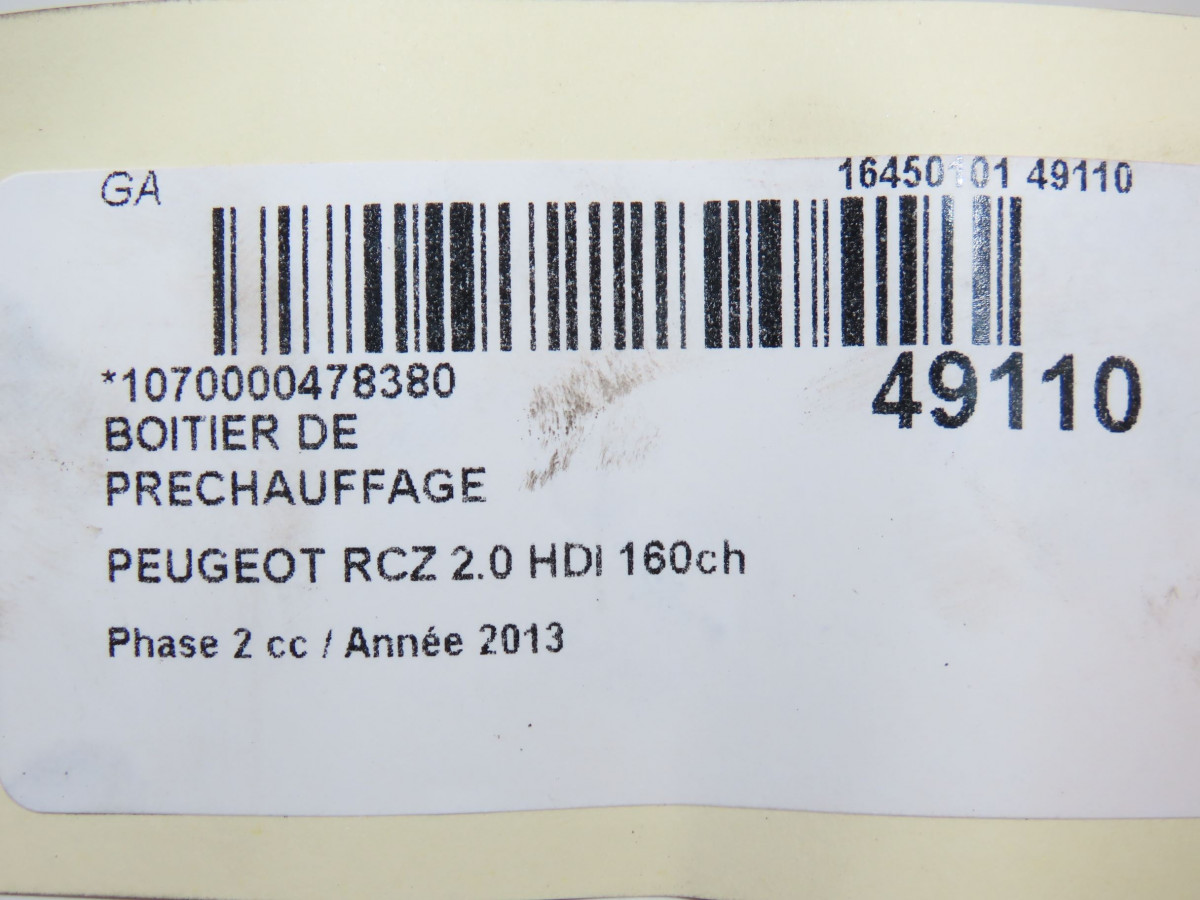 GA
16450101 49110
*1070000478380
49110
BOITIER DE
PRECHAUFFAGE
PEUGEOT RCZ 2.0 HDI 160ch
Phase 2 cc / Année 2013